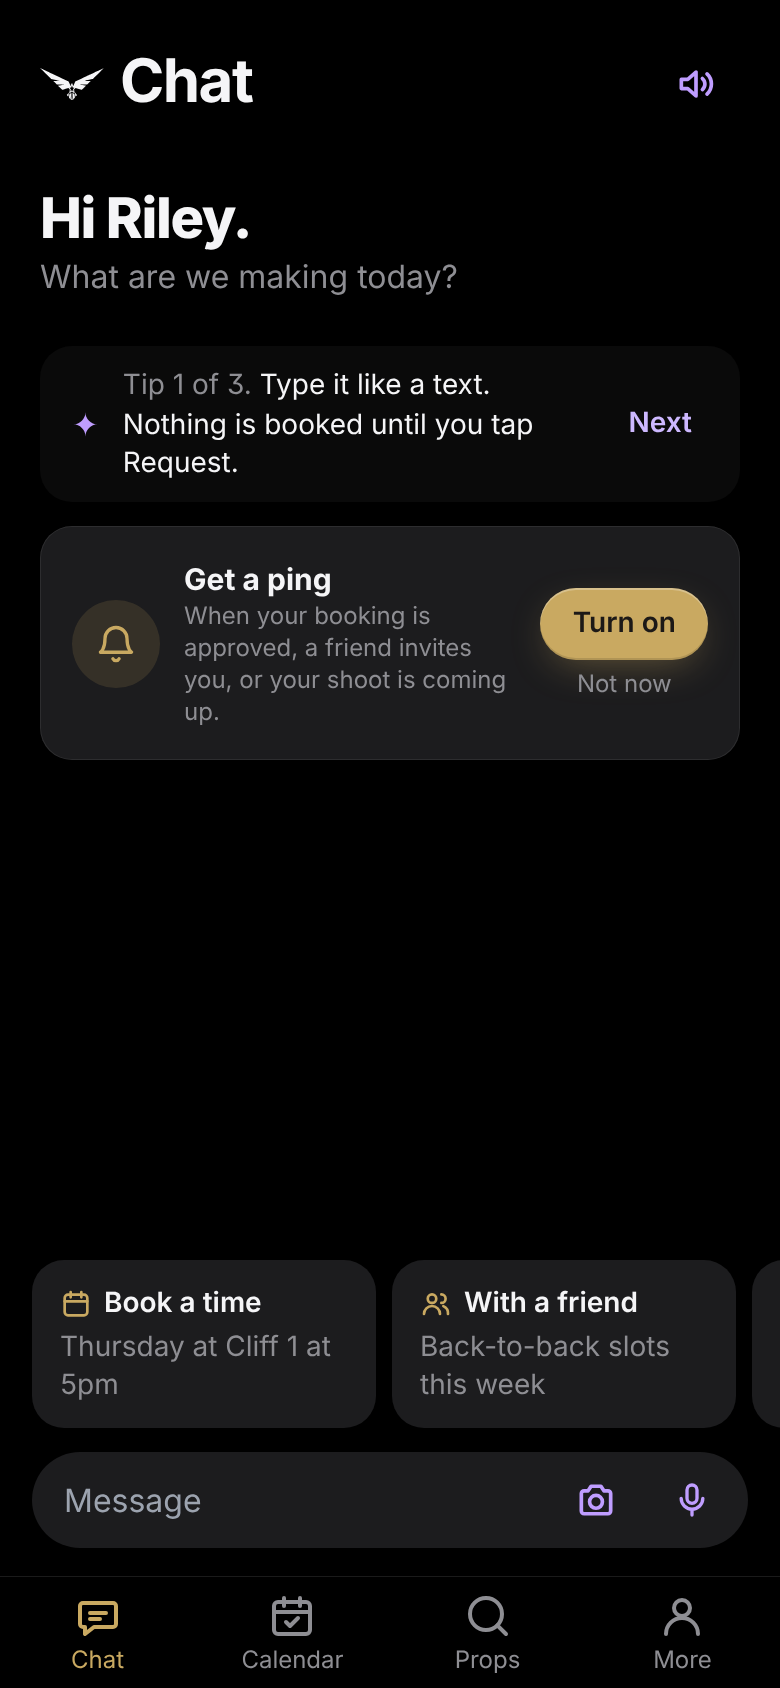 Chat
Hi Riley.
What are we making today?
Tip 1 of 3. Type it like a text.
Nothing is booked until you tap
Request.
Next
Get a ping
When your booking is
approved, a friend invites
you, or your shoot is coming
up.
Turn on
Not now
Book a time
Thursday at Cliff 1 at
5pm
With a friend
Back-to-back slots
this week
Message
Chat
Calendar
Props
More